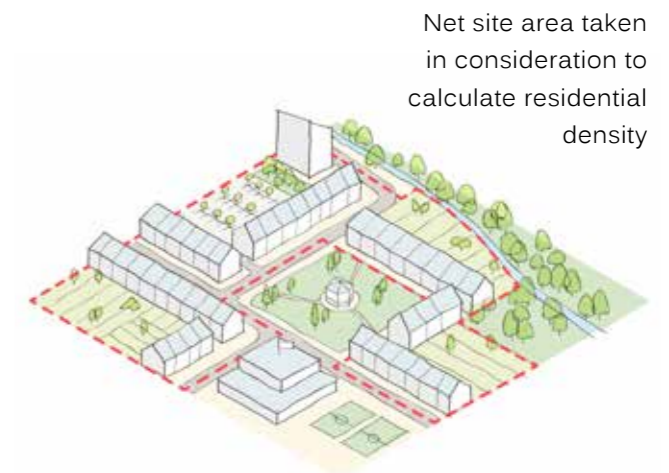 Net site area taken
in consideration to
calculate residential
density